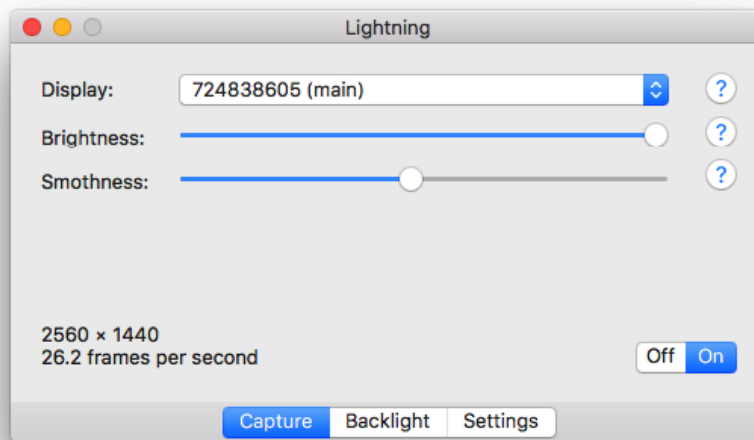 Lightning
Display: 724838605 (main) ?
Brightness: ?
Smothness: ?
2560 × 1440
26.2 frames per second
Off On
Capture Backlight Settings